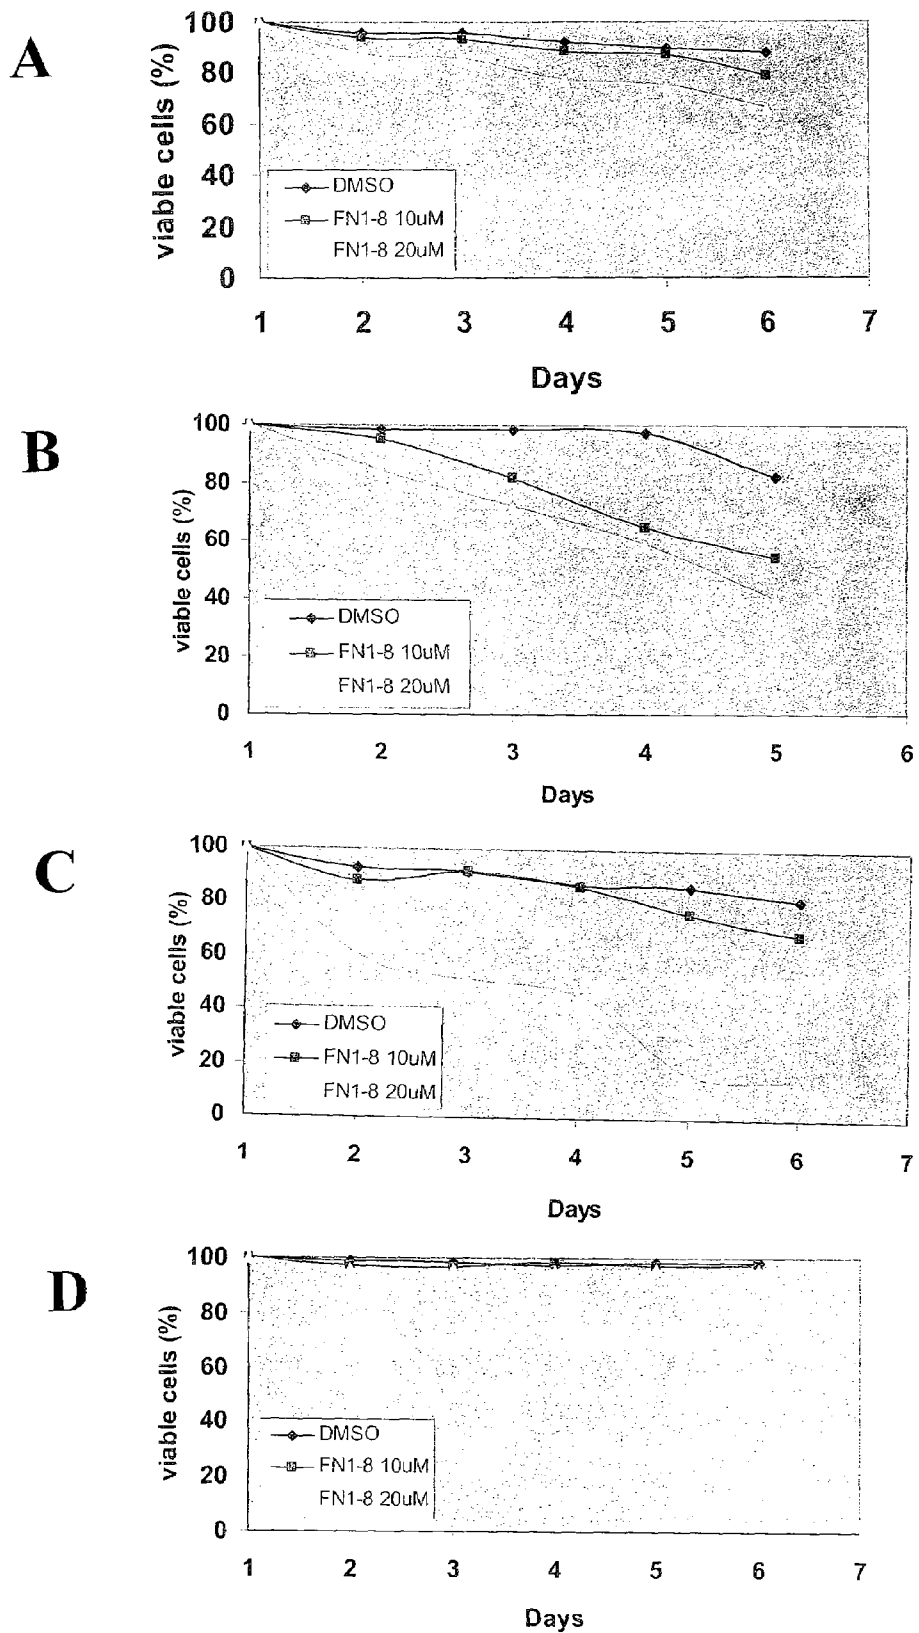 A
viable cells (%)
100
80
60
40
20
0
DMSO
FN1-8 10uM
FN1-8 20uM
1 2 3 4 5 6 7
Days
B
viable cells (%)
100
80
60
40
20
0
DMSO
FN1-8 10uM
FN1-8 20uM
1 2 3 4 5 6
Days
C
viable cells (%)
100
80
60
40
20
0
DMSO
FN1-8 10uM
FN1-8 20uM
1 2 3 4 5 6 7
Days
D
viable cells (%)
100
80
60
40
20
0
DMSO
FN1-8 10uM
FN1-8 20uM
1 2 3 4 5 6 7
Days